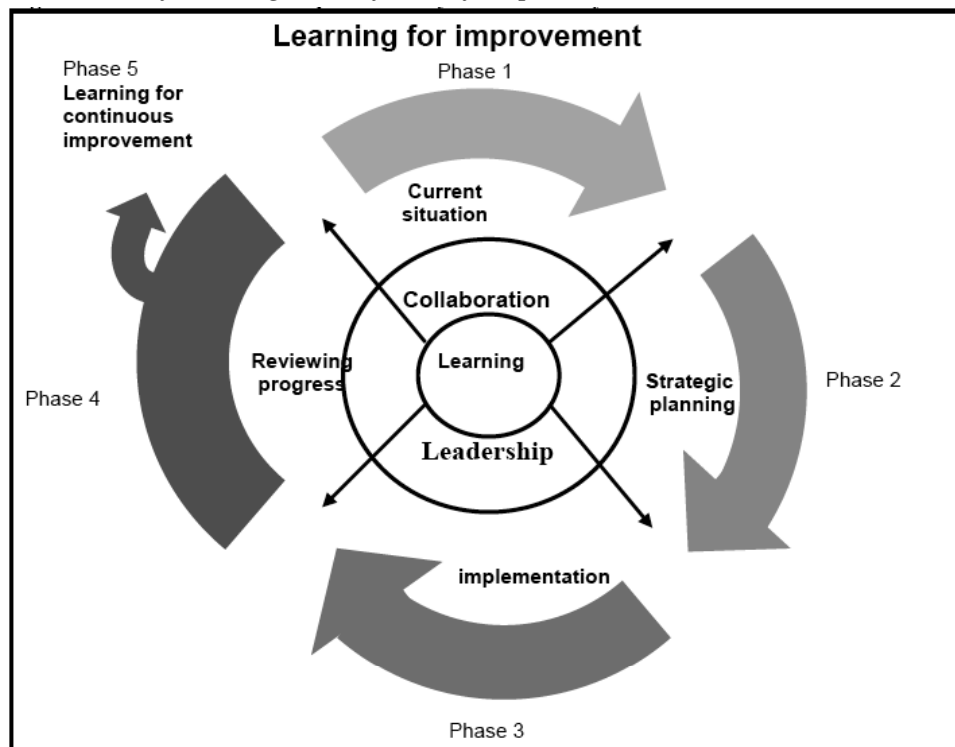 Learning for improvement
Phase 5
Learning for
continuous
improvement
Phase 1
Current
situation
Collaboration
Learning
Leadership
Reviewing
progress
Phase 4
Strategic
planning
Phase 2
implementation
Phase 3